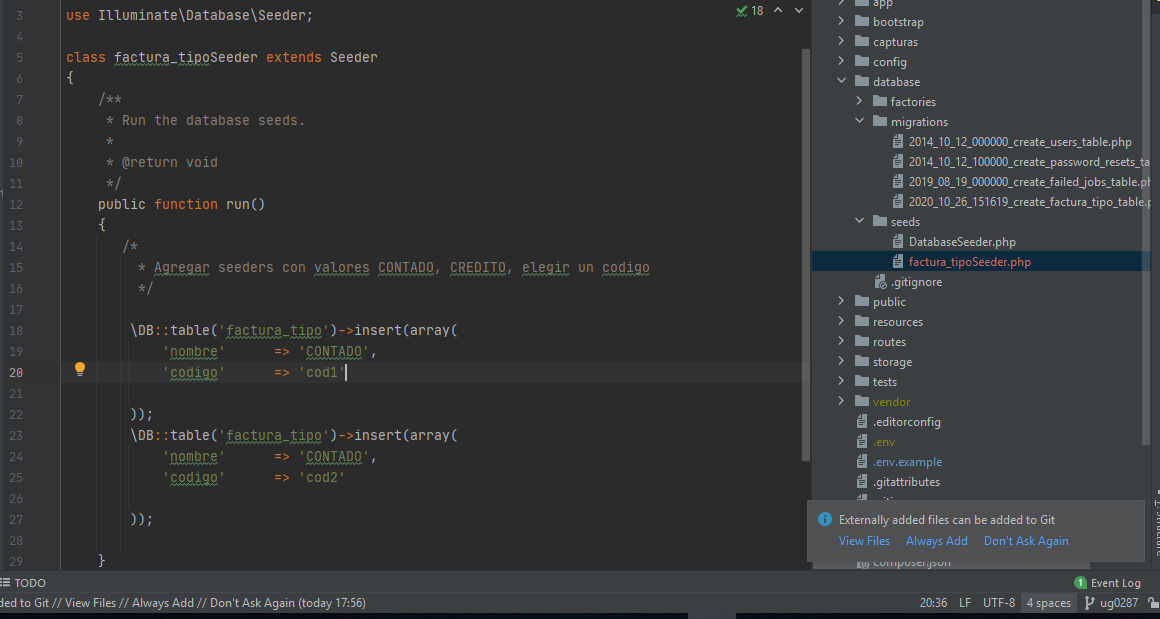 3 use Illuminate\Database\Seeder;
4
5 class factura_tipoSeeder extends Seeder
6 {
7 /**
8 * Run the database seeds.
9 *
10 * @return void
11 */
12 public function run()
13 {
14 /*
15 * Agregar seeders con valores CONTADO, CREDITO, elegir un codigo
16 */
17
18 \DB::table('factura_tipo')->insert(array(
19 'nombre' => 'CONTADO',
20 'codigo' => 'cod1'
21
22 ));
23 \DB::table('factura_tipo')->insert(array(
24 'nombre' => 'CONTADO',
25 'codigo' => 'cod2'
26
27 ));
28
29 }
18
app
bootstrap
capturas
config
database
factories
migrations
2014_10_12_000000_create_users_table.php
2014_10_12_100000_create_password_resets_ta
2019_08_19_000000_create_failed_jobs_table.ph
2020_10_26_151619_create_factura_tipo_table.p
seeds
DatabaseSeeder.php
factura_tipoSeeder.php
.gitignore
public
resources
routes
storage
tests
vendor
.editorconfig
.env
.env.example
.gitattributes
Externally added files can be added to Git
View Files Always Add Don't Ask Again
composer.json
TODO
1 Event Log
ded to Git // View Files // Always Add // Don't Ask Again (today 17:56)
20:36 LF UTF-8 4 spaces ug0287